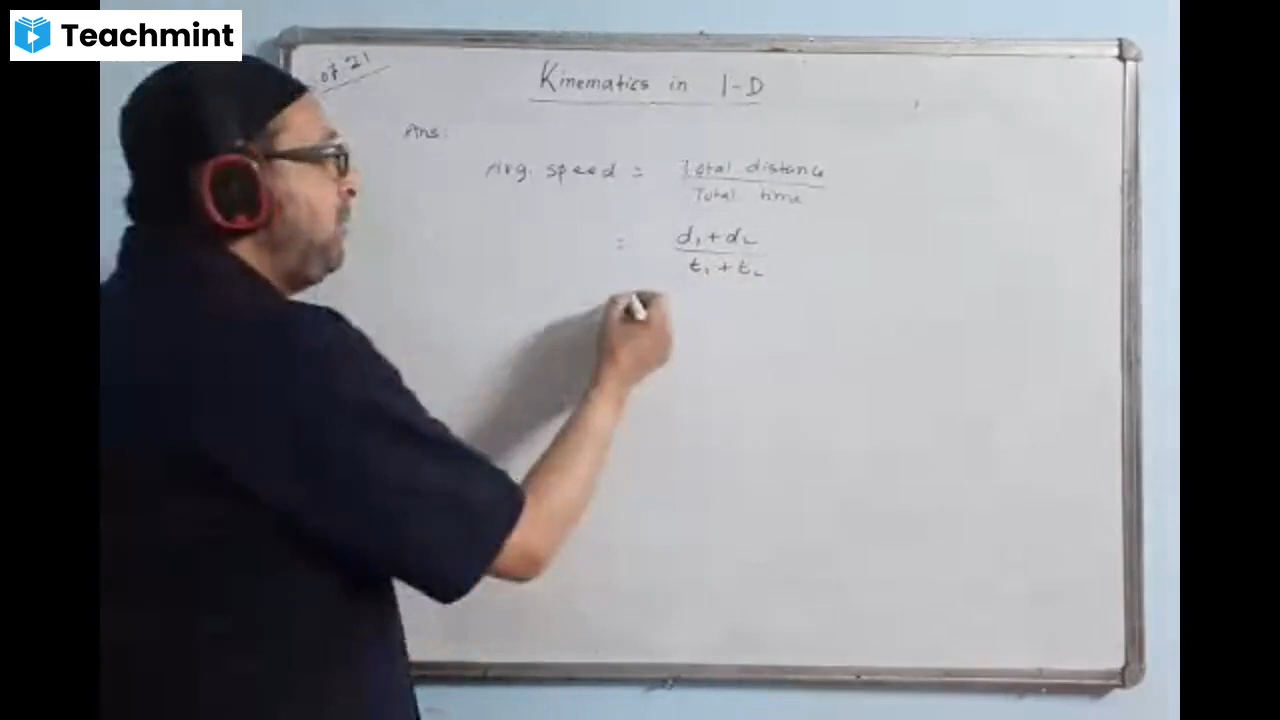 Teachmint
of 21
Kinematics in 1-D
Ans:
Avg. speed = Total distance
Total time
= d₁ + d₂
t₁ + t₂